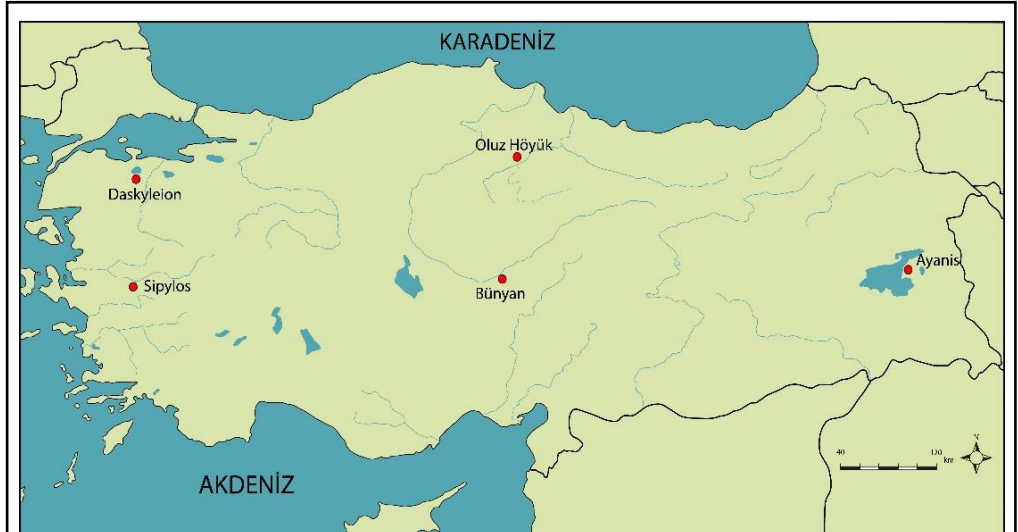 KARADENİZ
Oluz Höyük
Daskyleion
Ayanis
Sipylos
Bünyan
40 120 km
N
AKDENİZ